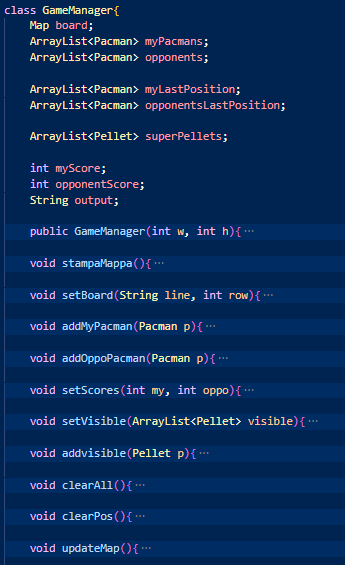 class GameManager{
Map board;
ArrayList<Pacman> myPacmans;
ArrayList<Pacman> opponents;
ArrayList<Pacman> myLastPosition;
ArrayList<Pacman> opponentsLastPosition;
ArrayList<Pellet> superPellets;
int myScore;
int opponentScore;
String output;
public GameManager(int w, int h){ ⋯
void stampaMappa(){ ⋯
void setBoard(String line, int row){ ⋯
void addMyPacman(Pacman p){ ⋯
void addOppoPacman(Pacman p){ ⋯
void setScores(int my, int oppo){ ⋯
void setVisible(ArrayList<Pellet> visible){ ⋯
void addvisible(Pellet p){ ⋯
void clearAll(){ ⋯
void clearPos(){ ⋯
void updateMap(){ ⋯